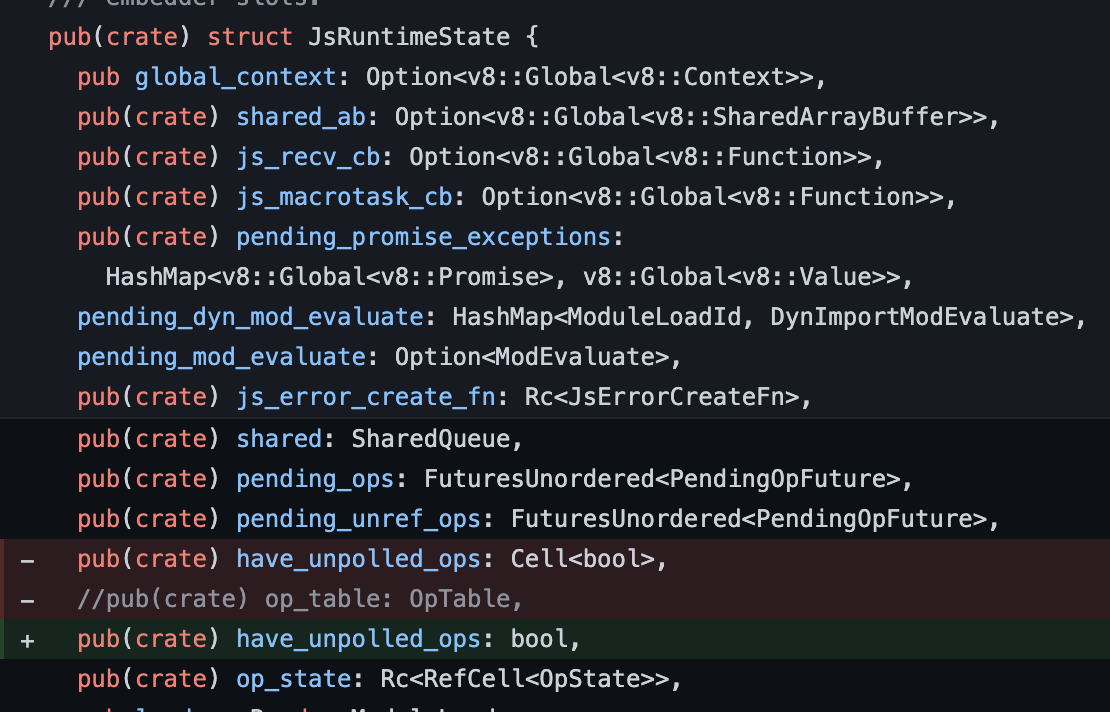 /// embedder slots.
pub(crate) struct JsRuntimeState {
pub global_context: Option<v8::Global<v8::Context>>,
pub(crate) shared_ab: Option<v8::Global<v8::SharedArrayBuffer>>,
pub(crate) js_recv_cb: Option<v8::Global<v8::Function>>,
pub(crate) js_macrotask_cb: Option<v8::Global<v8::Function>>,
pub(crate) pending_promise_exceptions:
HashMap<v8::Global<v8::Promise>, v8::Global<v8::Value>>,
pending_dyn_mod_evaluate: HashMap<ModuleLoadId, DynImportModEvaluate>,
pending_mod_evaluate: Option<ModEvaluate>,
pub(crate) js_error_create_fn: Rc<JsErrorCreateFn>,
pub(crate) shared: SharedQueue,
pub(crate) pending_ops: FuturesUnordered<PendingOpFuture>,
pub(crate) pending_unref_ops: FuturesUnordered<PendingOpFuture>,
- pub(crate) have_unpolled_ops: Cell<bool>,
- //pub(crate) op_table: OpTable,
+ pub(crate) have_unpolled_ops: bool,
pub(crate) op_state: Rc<RefCell<OpState>>,